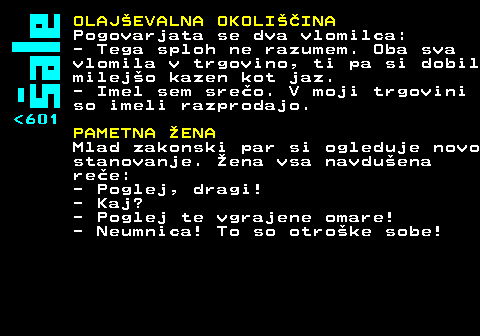 šale
<601
OLAJŠEVALNA OKOLIŠČINA
Pogovarjata se dva vlomilca:
- Tega sploh ne razumem. Oba sva
vlomila v trgovino, ti pa si dobil
milejšo kazen kot jaz.
- Imel sem srečo. V moji trgovini
so imeli razprodajo.
PAMETNA ŽENA
Mlad zakonski par si ogleduje novo
stanovanje. Žena vsa navdušena
reče:
- Poglej, dragi!
- Kaj?
- Poglej te vgrajene omare!
- Neumnica! To so otroške sobe!